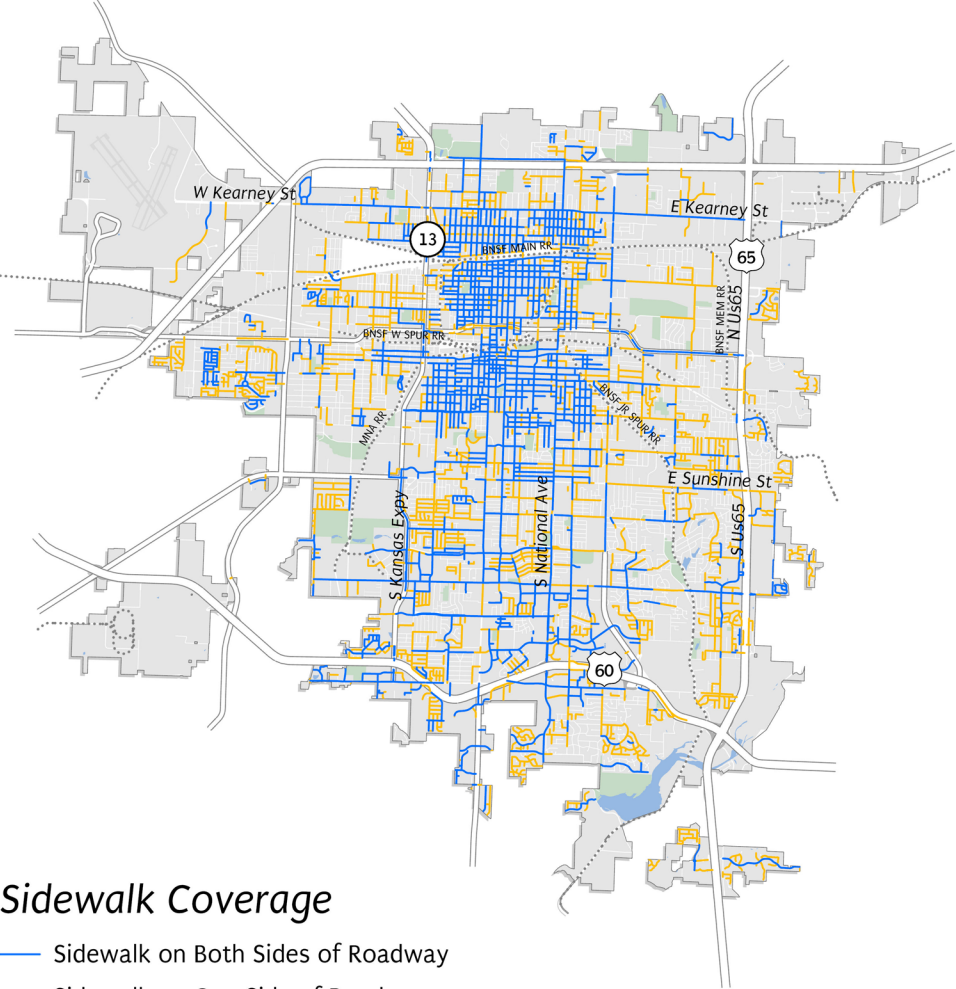 W Kearney St
E Kearney St
13
BNSF MAIN RR
65
BNSF MEM RR
N Us65
BNSF W SPUR RR
BNSF JR SPUR RR
MNA RR
E Sunshine St
S Kansas Expy
S National Ave
S Us65
60
Sidewalk Coverage
Sidewalk on Both Sides of Roadway